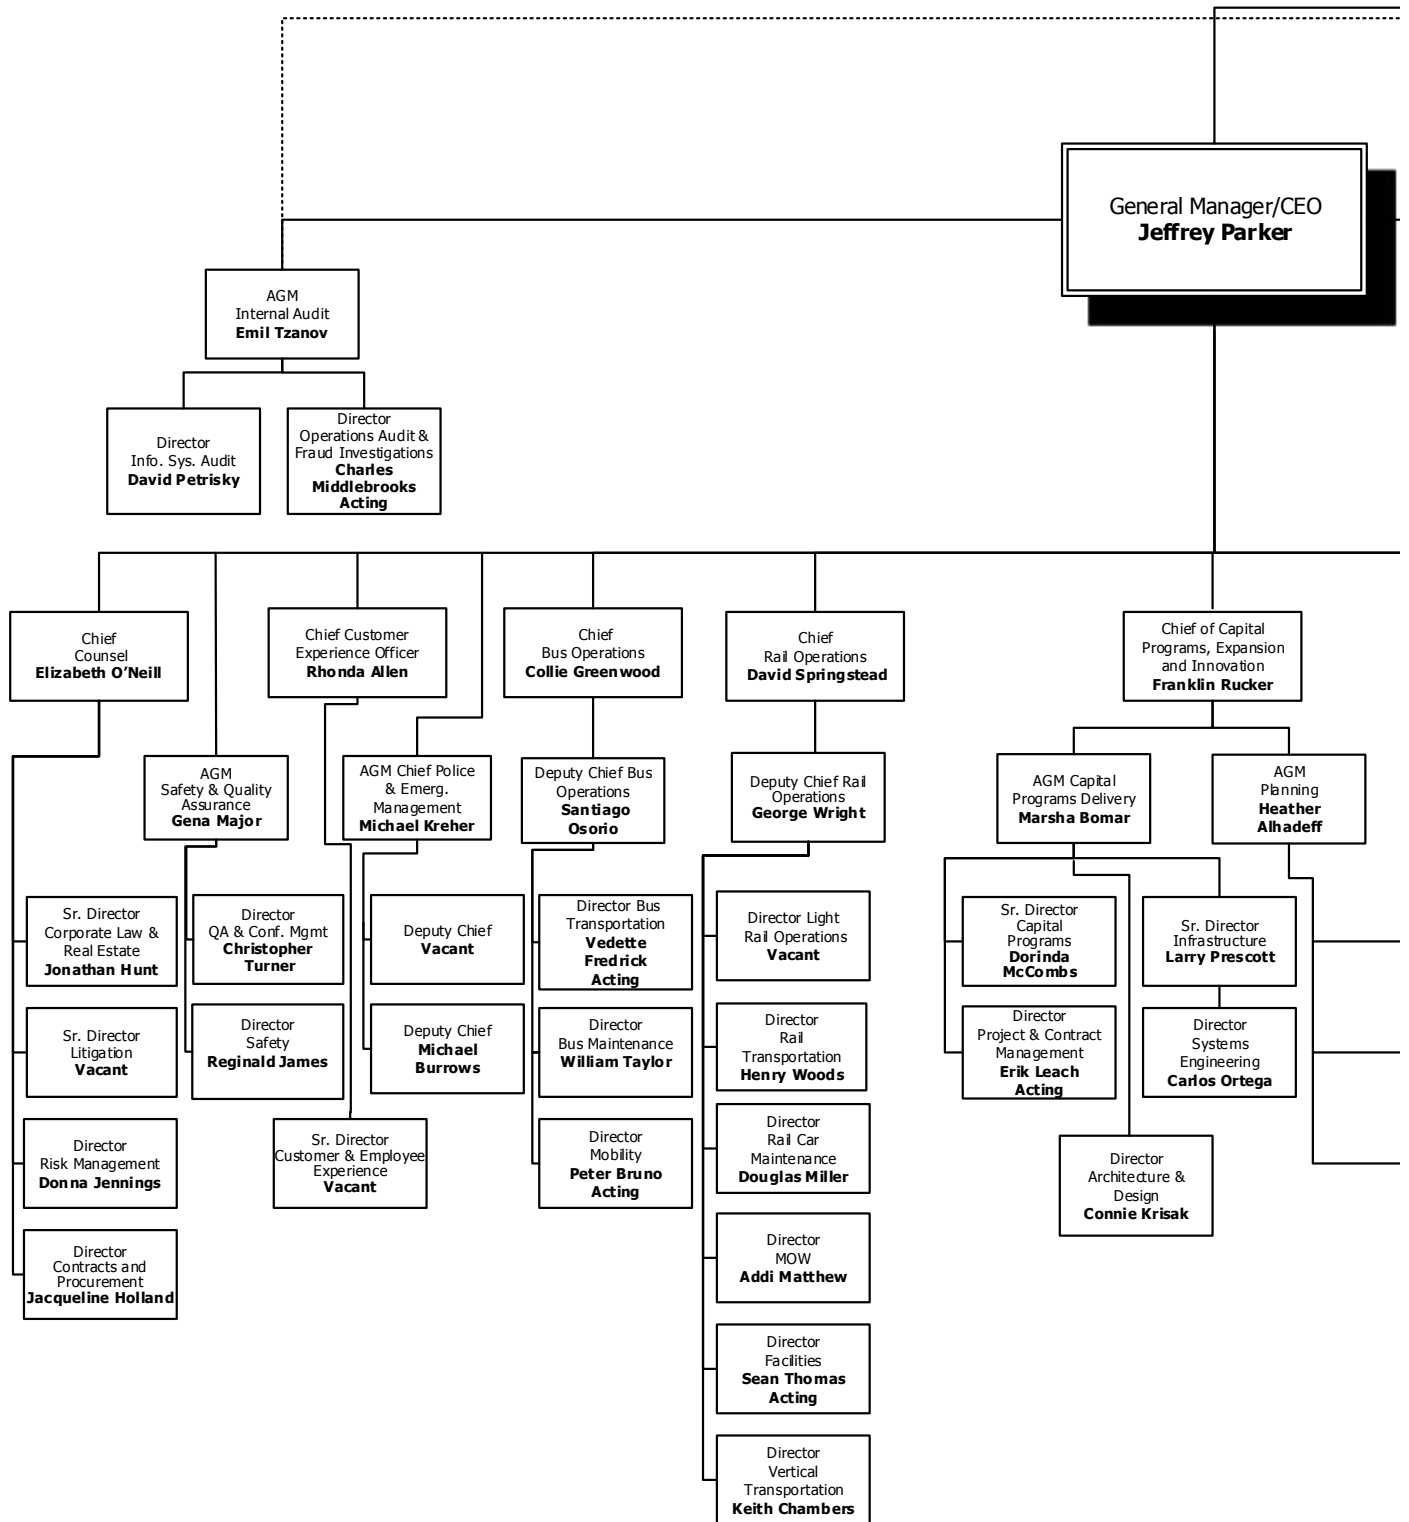 General Manager/CEO
Jeffrey Parker
AGM
Internal Audit
Emil Tzanov
Director
Info. Sys. Audit
David Petrisky
Director
Operations Audit &
Fraud Investigations
Charles
Middlebrooks
Acting
Chief
Counsel
Elizabeth O’Neill
Chief Customer
Experience Officer
Rhonda Allen
Chief
Bus Operations
Collie Greenwood
Chief
Rail Operations
David Springstead
Chief of Capital
Programs, Expansion
and Innovation
Franklin Rucker
AGM
Safety & Quality
Assurance
Gena Major
AGM Chief Police
& Emerg.
Management
Michael Kreher
Deputy Chief Bus
Operations
Santiago
Osorio
Deputy Chief Rail
Operations
George Wright
AGM Capital
Programs Delivery
Marsha Bomar
AGM
Planning
Heather
Alhadeff
Sr. Director
Corporate Law &
Real Estate
Jonathan Hunt
Director
QA & Conf. Mgmt
Christopher
Turner
Deputy Chief
Vacant
Director Bus
Transportation
Vedette
Fredrick
Acting
Director Light
Rail Operations
Vacant
Sr. Director
Capital
Programs
Dorinda
McCombs
Sr. Director
Infrastructure
Larry Prescott
Sr. Director
Litigation
Vacant
Director
Safety
Reginald James
Deputy Chief
Michael
Burrows
Director
Bus Maintenance
William Taylor
Director
Rail
Transportation
Henry Woods
Director
Project & Contract
Management
Erik Leach
Acting
Director
Systems
Engineering
Carlos Ortega
Director
Risk Management
Donna Jennings
Sr. Director
Customer & Employee
Experience
Vacant
Director
Mobility
Peter Bruno
Acting
Director
Rail Car
Maintenance
Douglas Miller
Director
Architecture &
Design
Connie Krisak
Director
Contracts and
Procurement
Jacqueline Holland
Director
MOW
Addi Matthew
Director
Facilities
Sean Thomas
Acting
Director
Vertical
Transportation
Keith Chambers